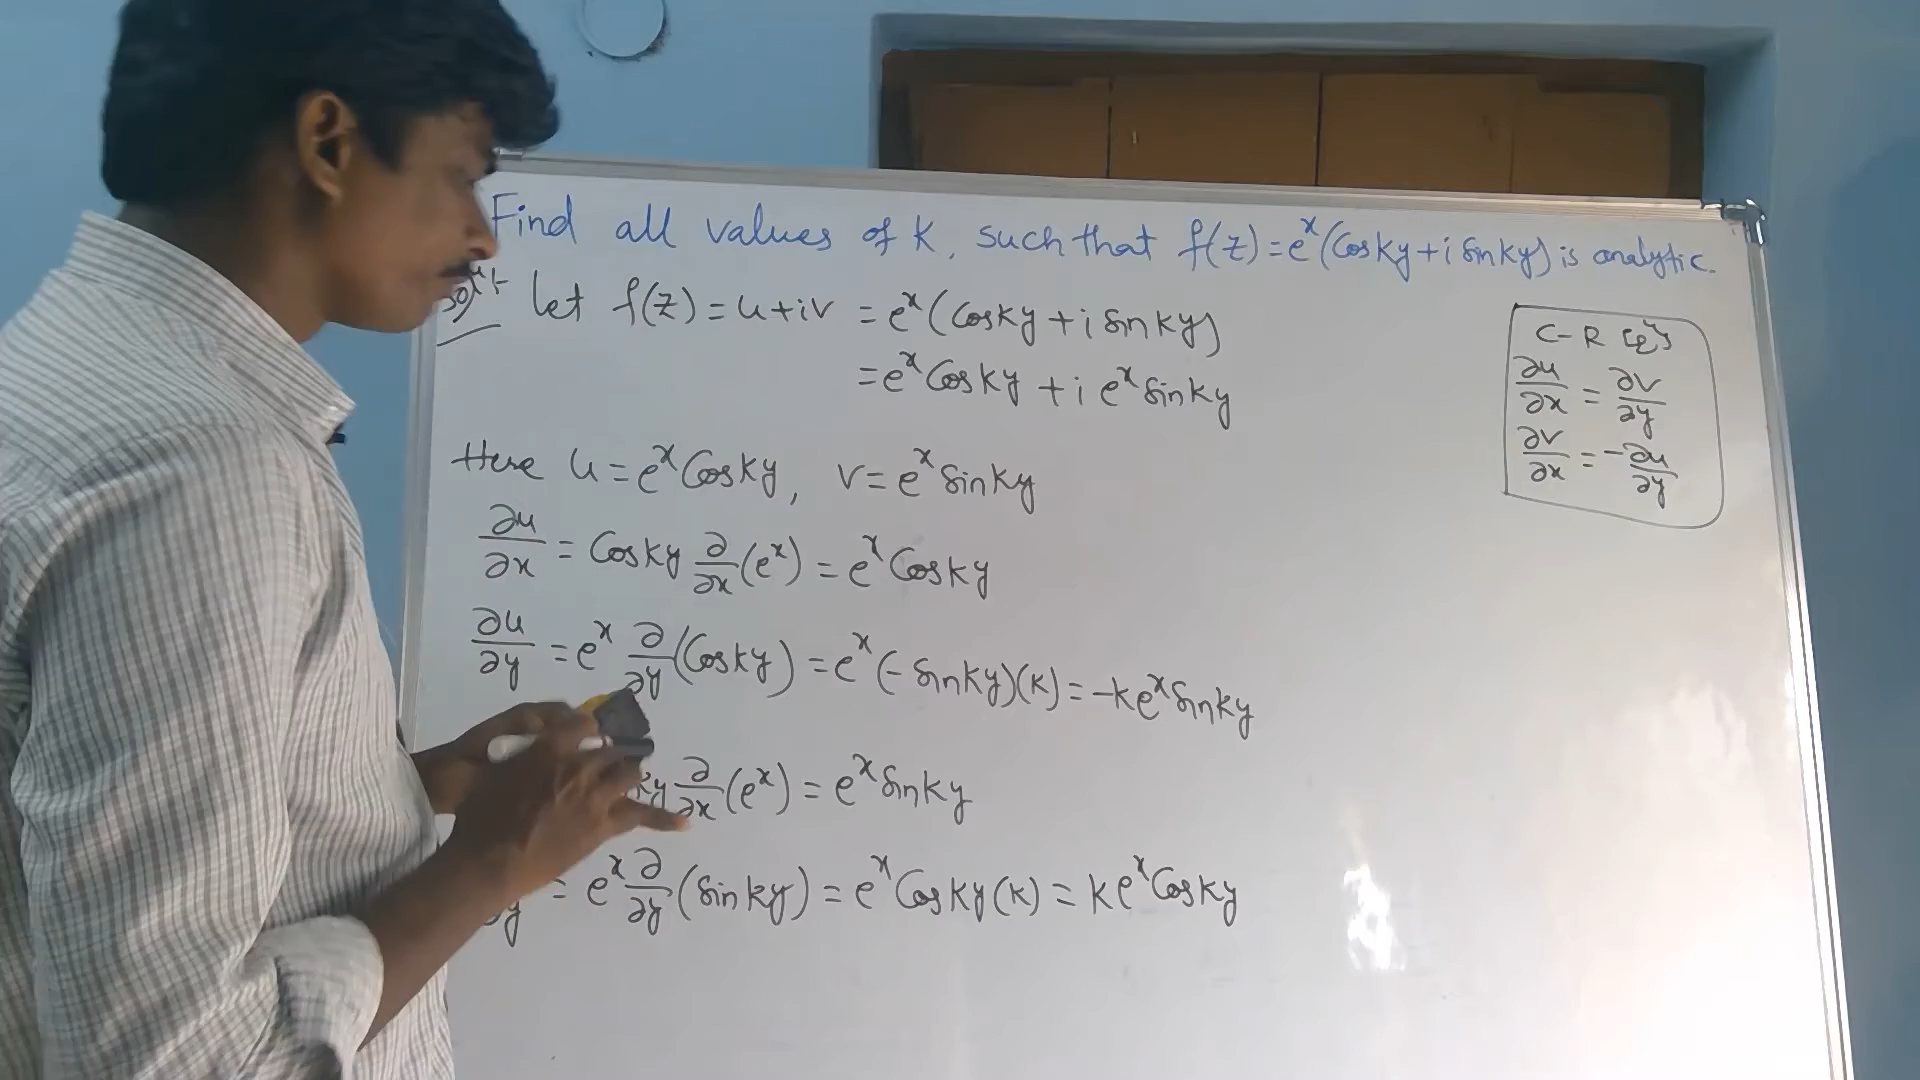 Find all values of K, such that f(z) = e^x (Cos ky + i Sin ky) is analytic.
Sol:- let f(z) = u + iv = e^x (Cos ky + i Sin ky)
= e^x Cos ky + i e^x Sin ky
Here u = e^x Cos ky, v = e^x Sin ky
∂u/∂x = Cos ky ∂/∂x (e^x) = e^x Cos ky
∂u/∂y = e^x ∂/∂y (Cos ky) = e^x (-Sin ky)(k) = -k e^x Sin ky
ky ∂/∂x (e^x) = e^x Sin ky
∂y = e^x ∂/∂y (Sin ky) = e^x Cos ky (k) = k e^x Cos ky
C-R
∂u/∂x = ∂v/∂y
∂v/∂x = -∂u/∂y